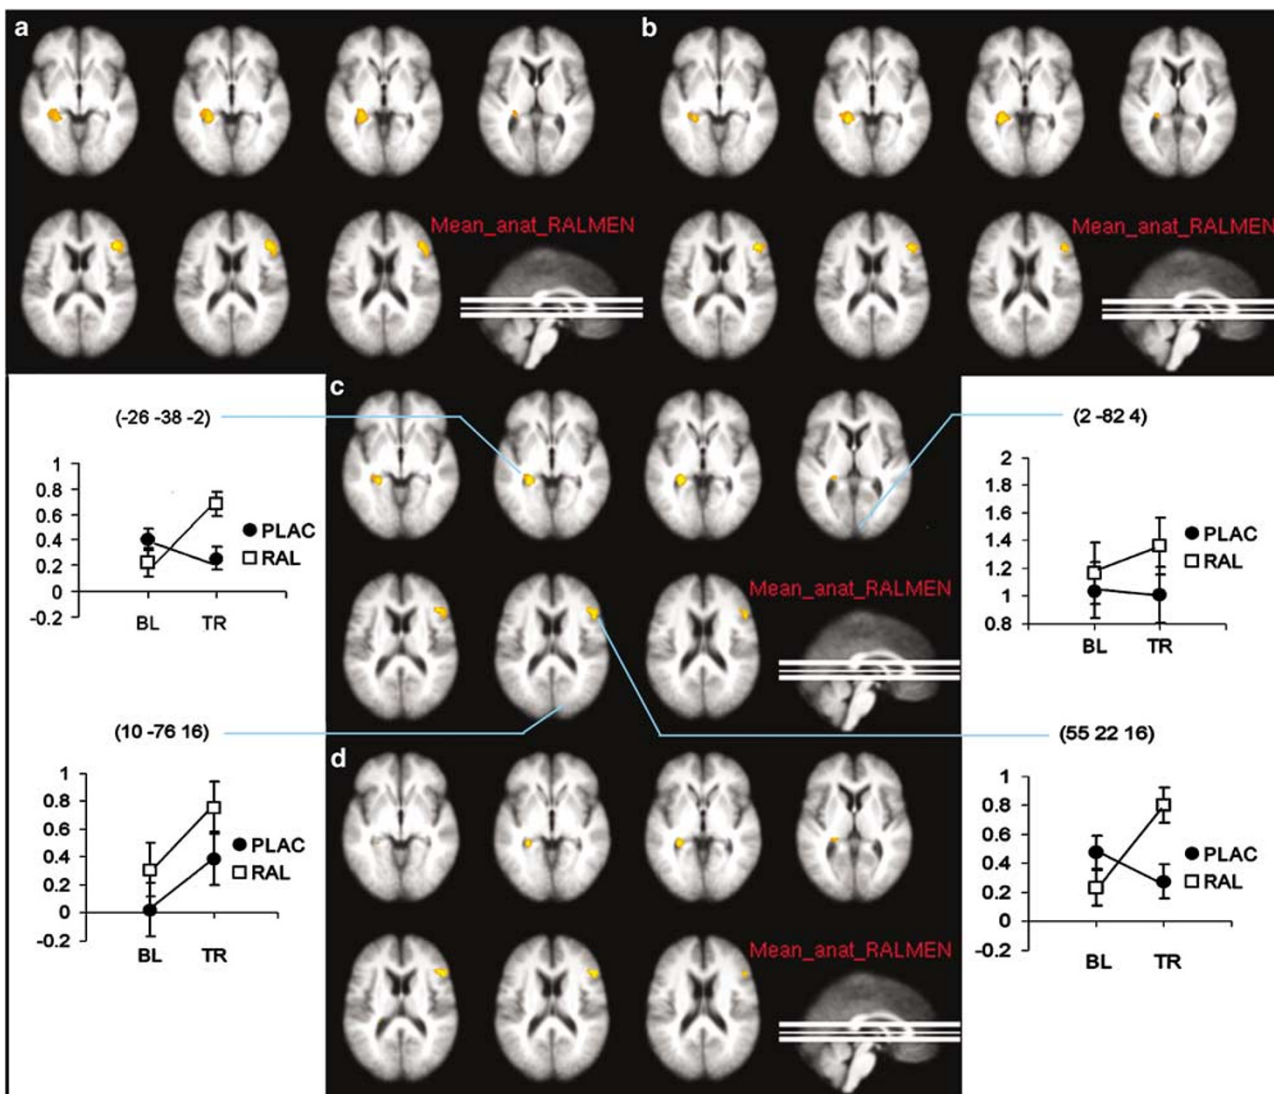 a
b
Mean_anat_RALMEN
Mean_anat_RALMEN
c
(-26 -38 -2)
1
0.8
0.6
0.4
0.2
0
-0.2
BL
TR
PLAC
RAL
(2 -82 4)
2
1.8
1.6
1.4
1.2
1
0.8
BL
TR
PLAC
RAL
Mean_anat_RALMEN
(10 -76 16)
1
0.8
0.6
0.4
0.2
0
-0.2
BL
TR
PLAC
RAL
(55 22 16)
1
0.8
0.6
0.4
0.2
0
-0.2
BL
TR
PLAC
RAL
d
Mean_anat_RALMEN